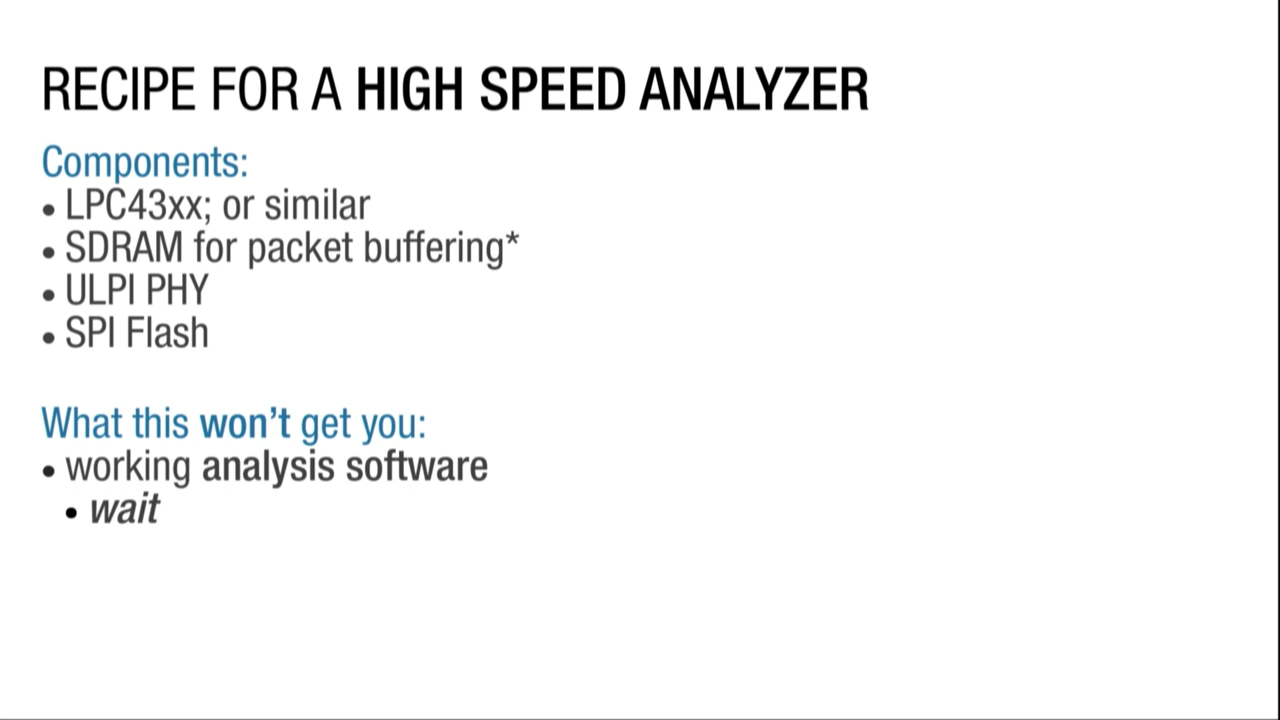 RECIPE FOR A HIGH SPEED ANALYZER
Components:
• LPC43xx; or similar
• SDRAM for packet buffering*
• ULPI PHY
• SPI Flash
What this won’t get you:
• working analysis software
• wait